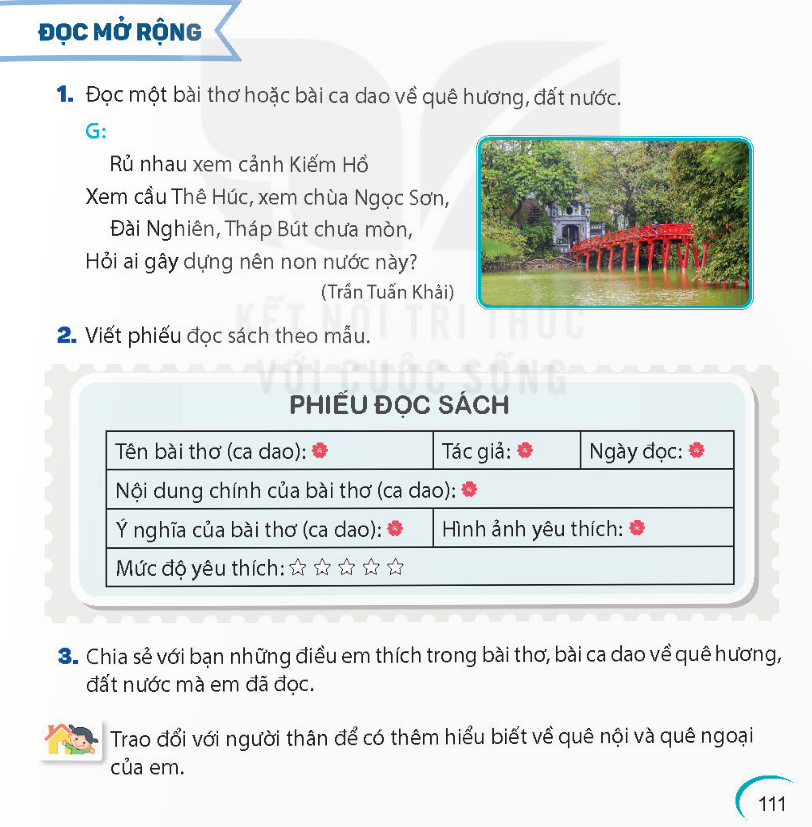 ĐỌC MỞ RỘNG
1. Đọc một bài thơ hoặc bài ca dao về quê hương, đất nước.
G:
Rủ nhau xem cảnh Kiếm Hồ
Xem cầu Thê Húc, xem chùa Ngọc Sơn,
Đài Nghiên, Tháp Bút chưa mòn,
Hỏi ai gây dựng nên non nước này?
(Trần Tuấn Khải)
KẾT NỐI TRI THỨC
2. Viết phiếu đọc sách theo mẫu.
VỚI CUỘC SỐNG
PHIẾU ĐỌC SÁCH
Tên bài thơ (ca dao): Tác giả: Ngày đọc:
Nội dung chính của bài thơ (ca dao):
Ý nghĩa của bài thơ (ca dao): Hình ảnh yêu thích:
Mức độ yêu thích: ☆ ☆ ☆ ☆ ☆
3. Chia sẻ với bạn những điều em thích trong bài thơ, bài ca dao về quê hương,
đất nước mà em đã đọc.
Trao đổi với người thân để có thêm hiểu biết về quê nội và quê ngoại
của em.
111